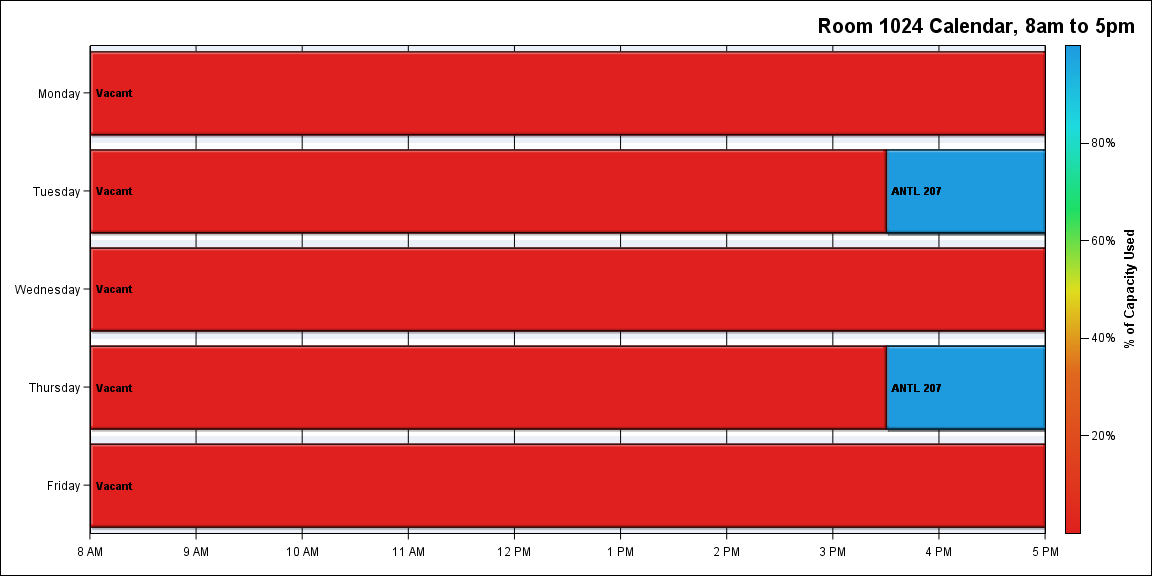 Room 1024 Calendar, 8am to 5pm
Monday
Vacant
Tuesday
Vacant
ANTL 207
Wednesday
Vacant
Thursday
Vacant
ANTL 207
Friday
Vacant
8 AM
9 AM
10 AM
11 AM
12 PM
1 PM
2 PM
3 PM
4 PM
5 PM
80%
60%
40%
20%
% of Capacity Used